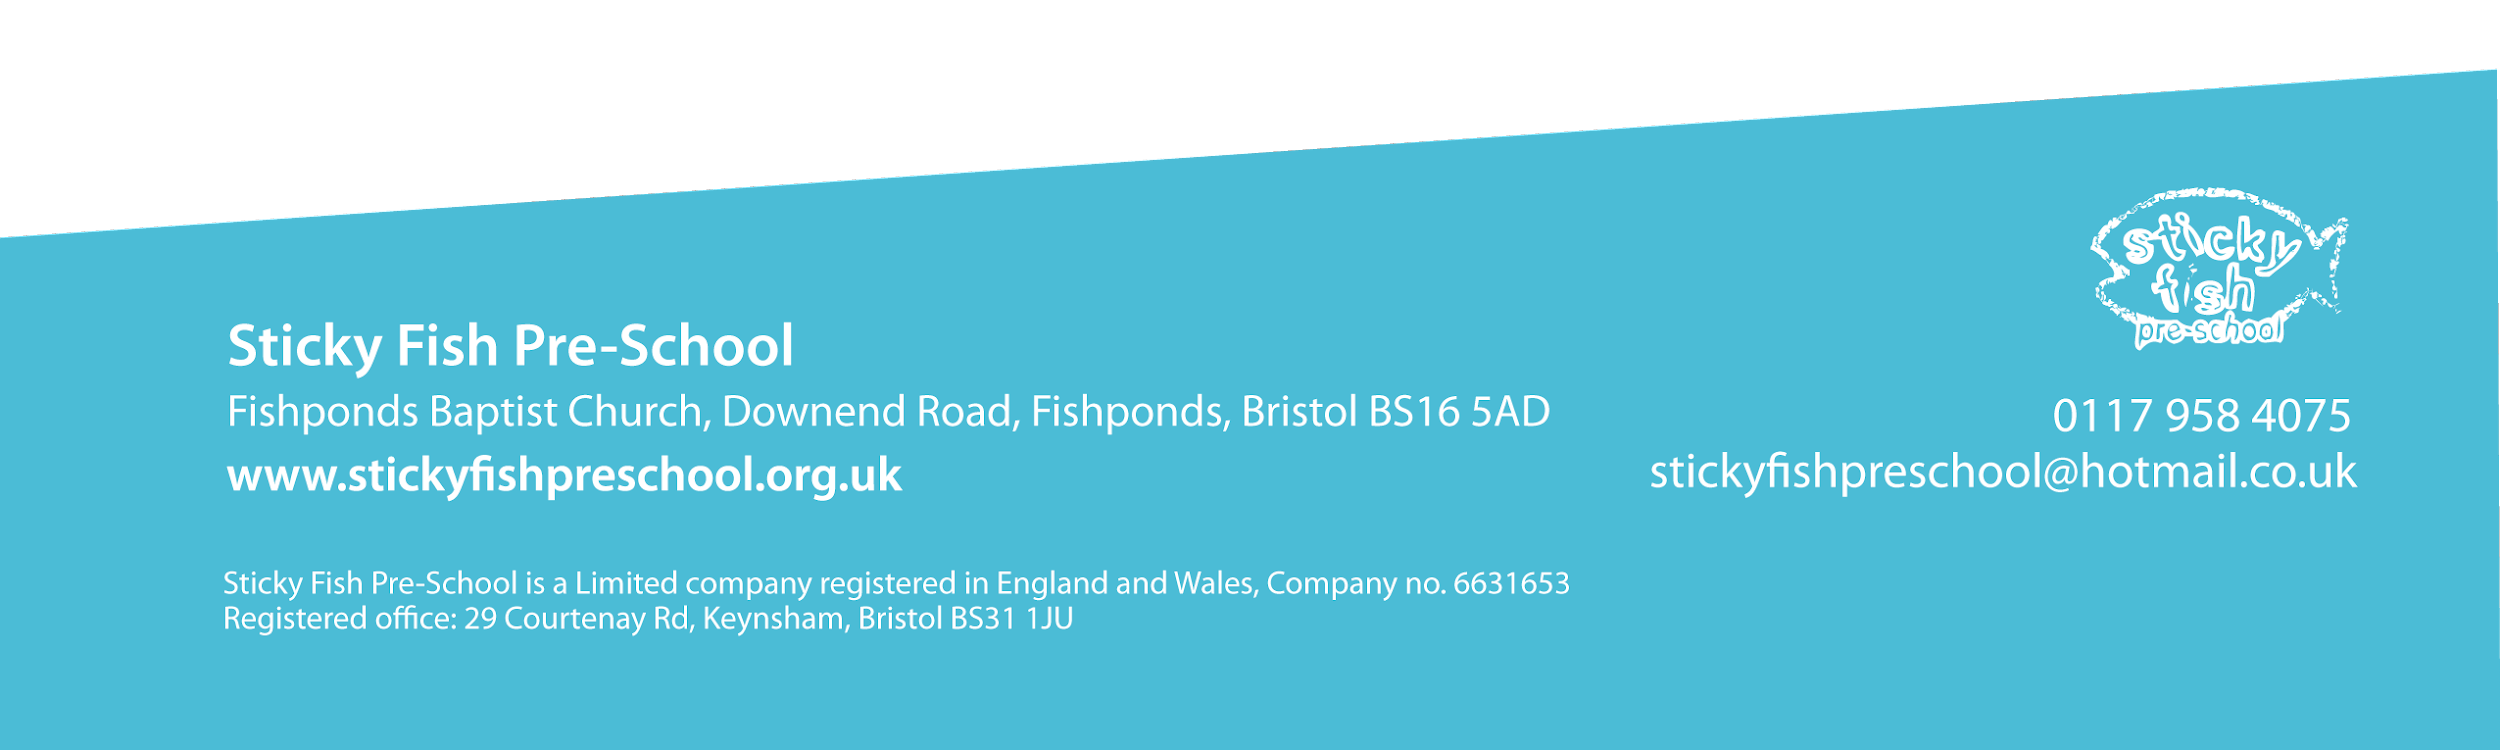 sticky
fish
pre-school
Sticky Fish Pre-School
Fishponds Baptist Church, Downend Road, Fishponds, Bristol BS16 5AD
www.stickyfishpreschool.org.uk
0117 958 4075
stickyfishpreschool@hotmail.co.uk
Sticky Fish Pre-School is a Limited company registered in England and Wales, Company no. 6631653
Registered office: 29 Courtenay Rd, Keynsham, Bristol BS31 1JU